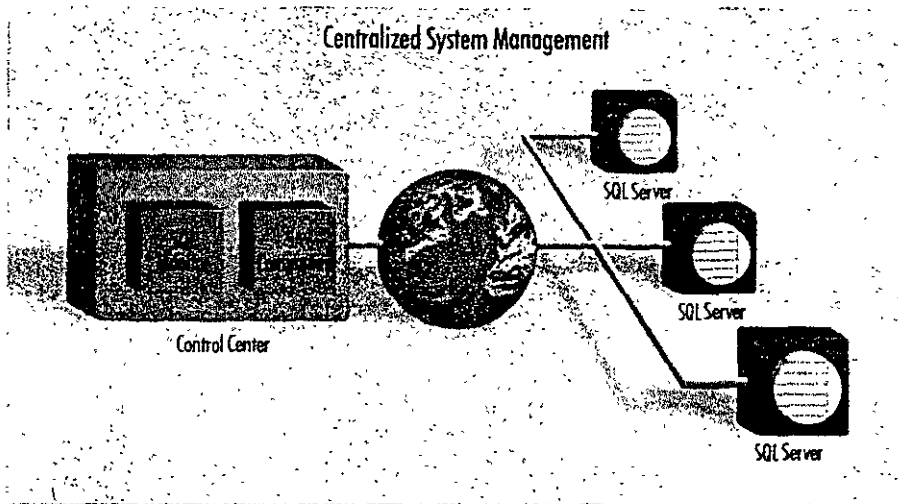 Centralized System Management
SQL Server
SQL Server
Control Center
SQL Server